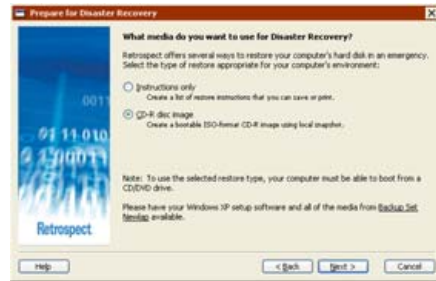 Prepare for Disaster Recovery
What media do you want to use for Disaster Recovery?
Retrospect offers several ways to restore your computer's hard disk in an emergency.
Select the type of restore appropriate for your computer's environment:
Instructions only
Create a list of restore instructions that you can save or print.
CD-R disc image
Create a bootable ISO-format CD-R image using local snapshot.
Note: To use the selected restore type, your computer must be able to boot from a
CD/DVD drive.
Please have your Windows XP setup software and all of the media from Backup Set
available.
Retrospect
Help
< Back
Next >
Cancel